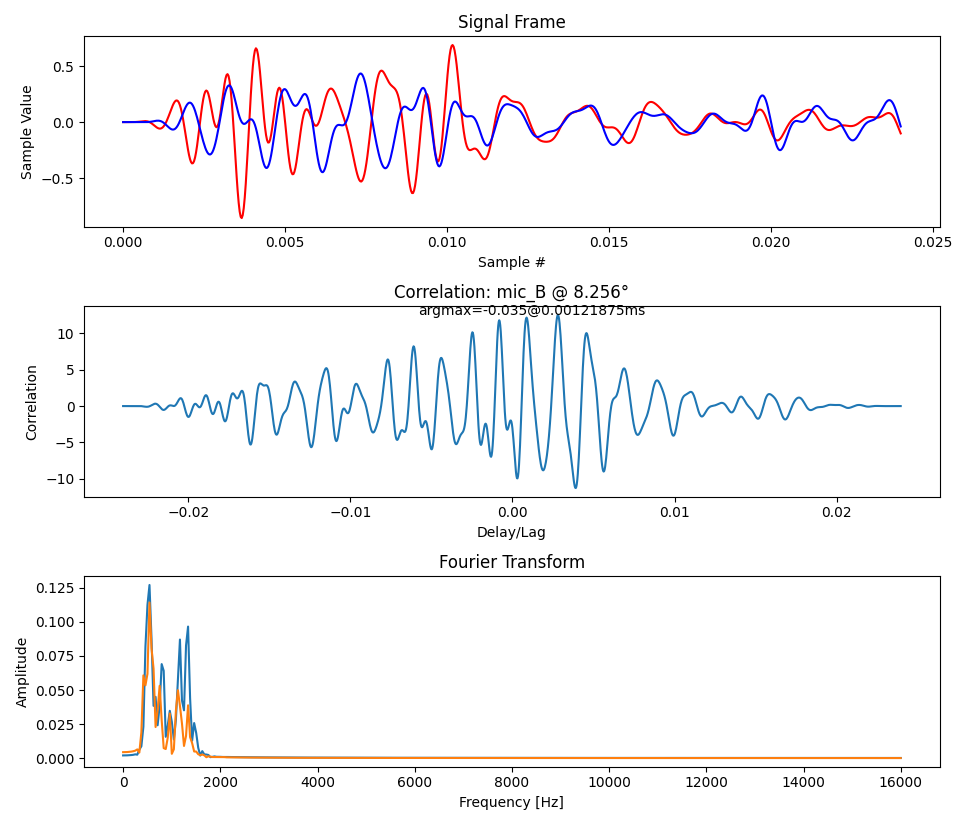 Signal Frame
0.5
0.0
−0.5
Sample Value
0.000 0.005 0.010 0.015 0.020 0.025
Sample #
Correlation: mic_B @ 8.256°
argmax=-0.035@0.00121875ms
10
5
0
−5
−10
Correlation
−0.02 −0.01 0.00 0.01 0.02
Delay/Lag
Fourier Transform
0.125
0.100
0.075
0.050
0.025
0.000
Amplitude
0 2000 4000 6000 8000 10000 12000 14000 16000
Frequency [Hz]